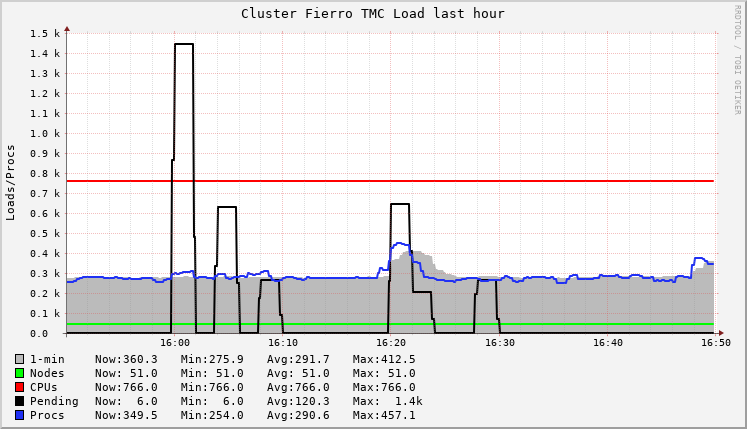 Cluster Fierro TMC Load last hour
RRDTOOL / TOBI OETIKER
Loads/Procs
1.5 k
1.4 k
1.3 k
1.2 k
1.1 k
1.0 k
0.9 k
0.8 k
0.7 k
0.6 k
0.5 k
0.4 k
0.3 k
0.2 k
0.1 k
0.0
16:00 16:10 16:20 16:30 16:40 16:50
1-min Now:360.3 Min:275.9 Avg:291.7 Max:412.5
Nodes Now: 51.0 Min: 51.0 Avg: 51.0 Max: 51.0
CPUs Now:766.0 Min:766.0 Avg:766.0 Max:766.0
Pending Now: 6.0 Min: 6.0 Avg:120.3 Max: 1.4k
Procs Now:349.5 Min:254.0 Avg:290.6 Max:457.1